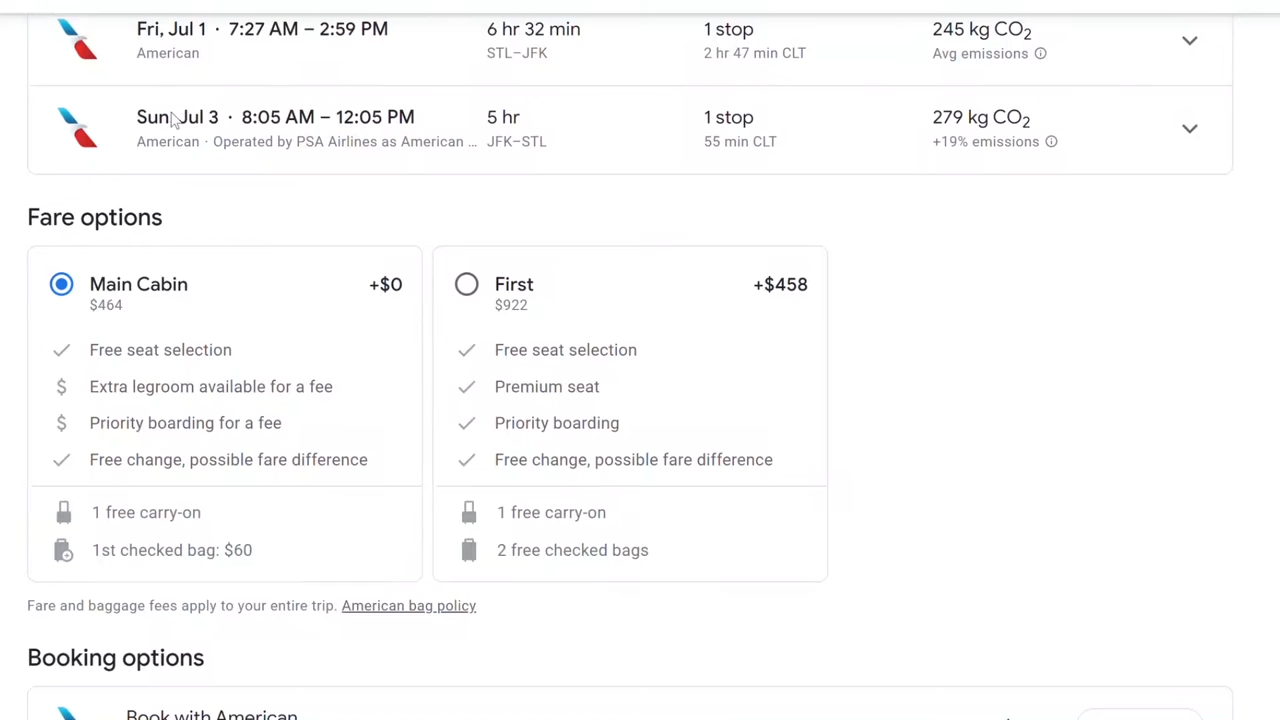 Fri, Jul 1 · 7:27 AM – 2:59 PM 6 hr 32 min 1 stop 245 kg CO2
American STL–JFK 2 hr 47 min CLT Avg emissions
Sun, Jul 3 · 8:05 AM – 12:05 PM 5 hr 1 stop 279 kg CO2
American · Operated by PSA Airlines as American ... JFK–STL 55 min CLT +19% emissions
Fare options
Main Cabin +$0
$464
Free seat selection
$ Extra legroom available for a fee
$ Priority boarding for a fee
Free change, possible fare difference
1 free carry-on
1st checked bag: $60
First +$458
$922
Free seat selection
Premium seat
Priority boarding
Free change, possible fare difference
1 free carry-on
2 free checked bags
Fare and baggage fees apply to your entire trip. American bag policy
Booking options
Book with American